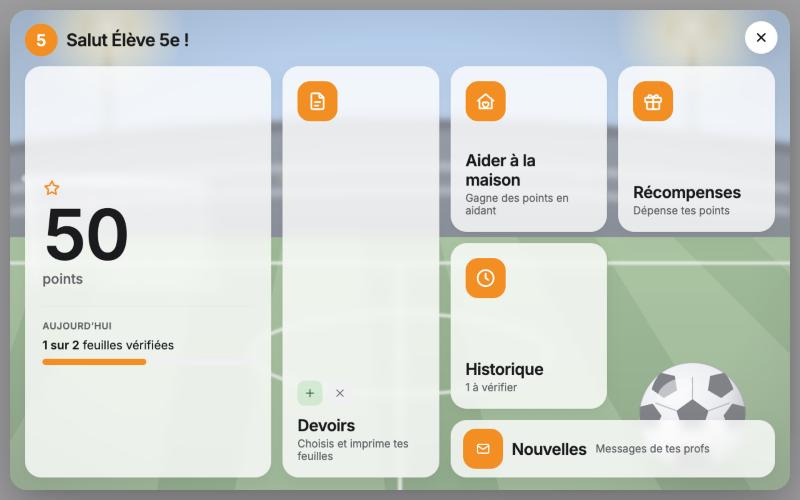 5 Salut Élève 5e !
50
points
AUJOURD'HUI
1 sur 2 feuilles vérifiées
Devoirs
Choisis et imprime tes
feuilles
Aider à la
maison
Gagne des points en
aidant
Récompenses
Dépense tes points
Historique
1 à vérifier
Nouvelles Messages de tes profs